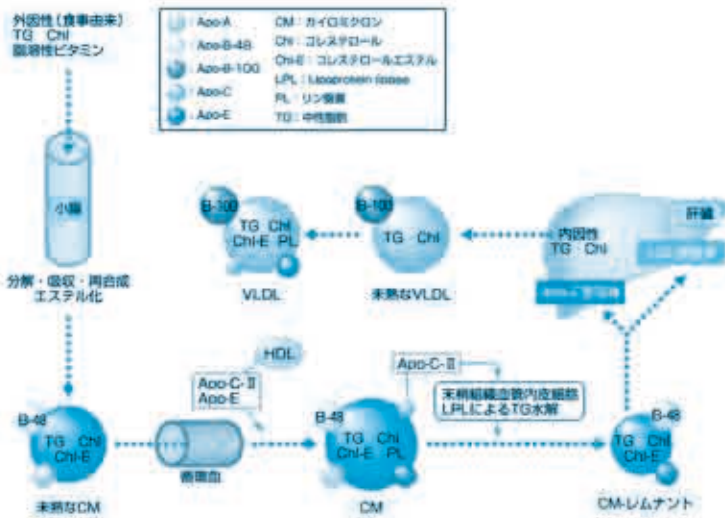 外因性（食事由来）
TG Chl
脂溶性ビタミン
: Apo-A
: Apo-B-48
: Apo-B-100
: Apo-C
: Apo-E
CM : カイロミクロン
Chl : コレステロール
Chl-E : コレステロールエステル
LPL : Lipoprotein lipase
PL : リン脂質
TG : 中性脂肪
小腸
分解・吸収・再合成
エステル化
B-100
TG Chl
Chl-E PL
VLDL
B-100
TG Chl
未熟なVLDL
内因性
TG Chl
肝臓
HDL
Apo-C-Ⅱ
Apo-E
Apo-C-Ⅱ
末梢組織血管内皮細胞
LPLによるTG水解
B-48
TG Chl
Chl-E
未熟なCM
循環血
B-48
TG Chl
Chl-E PL
CM
B-48
TG Chl
Chl-E
CM-レムナント